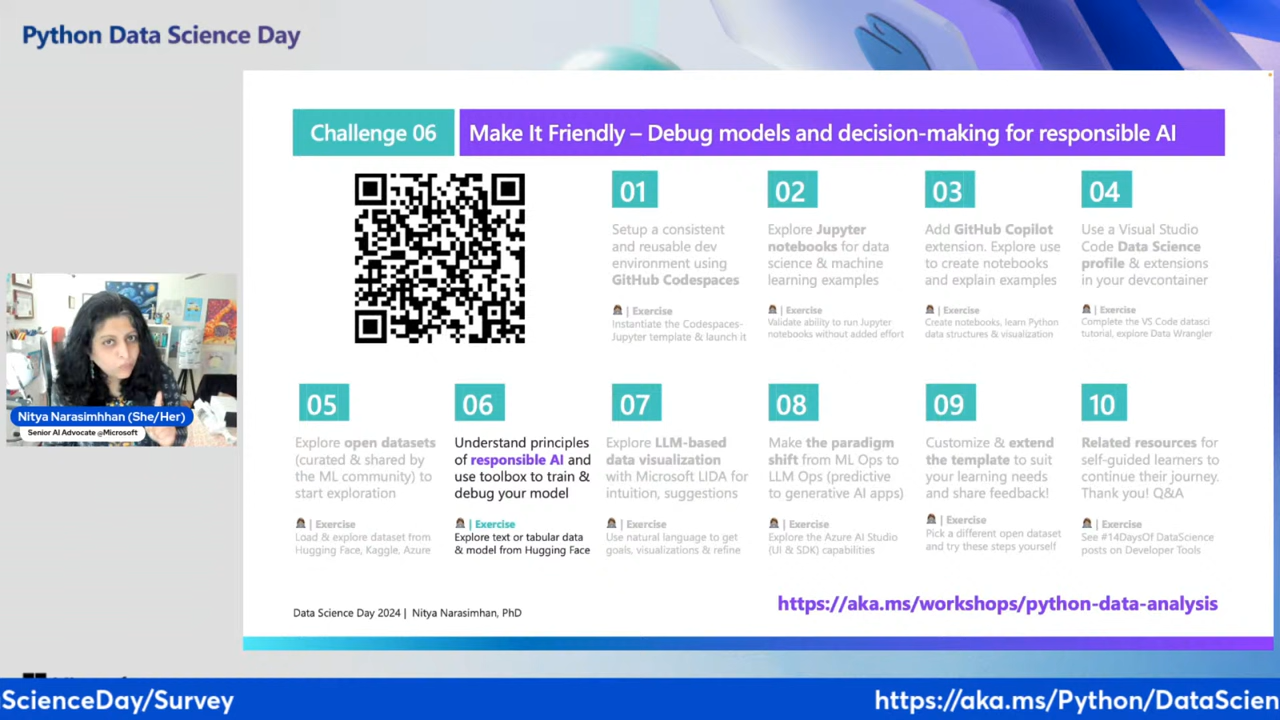 Python Data Science Day
Challenge 06
Make It Friendly – Debug models and decision-making for responsible AI
01
Setup a consistent
and reusable dev
environment using
GitHub Codespaces
| Exercise
Instantiate the Codespaces-
Jupyter template & launch it
02
Explore Jupyter
notebooks for data
science & machine
learning examples
| Exercise
Validate ability to run Jupyter
notebooks without added effort
03
Add GitHub Copilot
extension. Explore use
to create notebooks
and explain examples
| Exercise
Create notebooks, learn Python
data structures & visualization
04
Use a Visual Studio
Code Data Science
profile & extensions
in your devcontainer
| Exercise
Complete the VS Code datasci
tutorial, explore Data Wrangler
05
Explore open datasets
(curated & shared by
the ML community) to
start exploration
| Exercise
Load & explore dataset from
Hugging Face, Kaggle, Azure
06
Understand principles
of responsible AI and
use toolbox to train &
debug your model
| Exercise
Explore text or tabular data
& model from Hugging Face
07
Explore LLM-based
data visualization
with Microsoft LIDA for
intuition, suggestions
| Exercise
Use natural language to get
goals, visualizations & refine
08
Make the paradigm
shift from ML Ops to
LLM Ops (predictive
to generative AI apps)
| Exercise
Explore the Azure AI Studio
(UI & SDK) capabilities
09
Customize & extend
the template to suit
your learning needs
and share feedback!
| Exercise
Pick a different open dataset
and try these steps yourself
10
Related resources for
self-guided learners to
continue their journey.
Thank you! Q&A
| Exercise
See #14DaysOf DataScience
posts on Developer Tools
Nitya Narasimhhan (She/Her)
Senior AI Advocate @Microsoft
https://aka.ms/workshops/python-data-analysis
Data Science Day 2024 | Nitya Narasimhan, PhD
aScienceDay/Survey
https://aka.ms/Python/DataScien